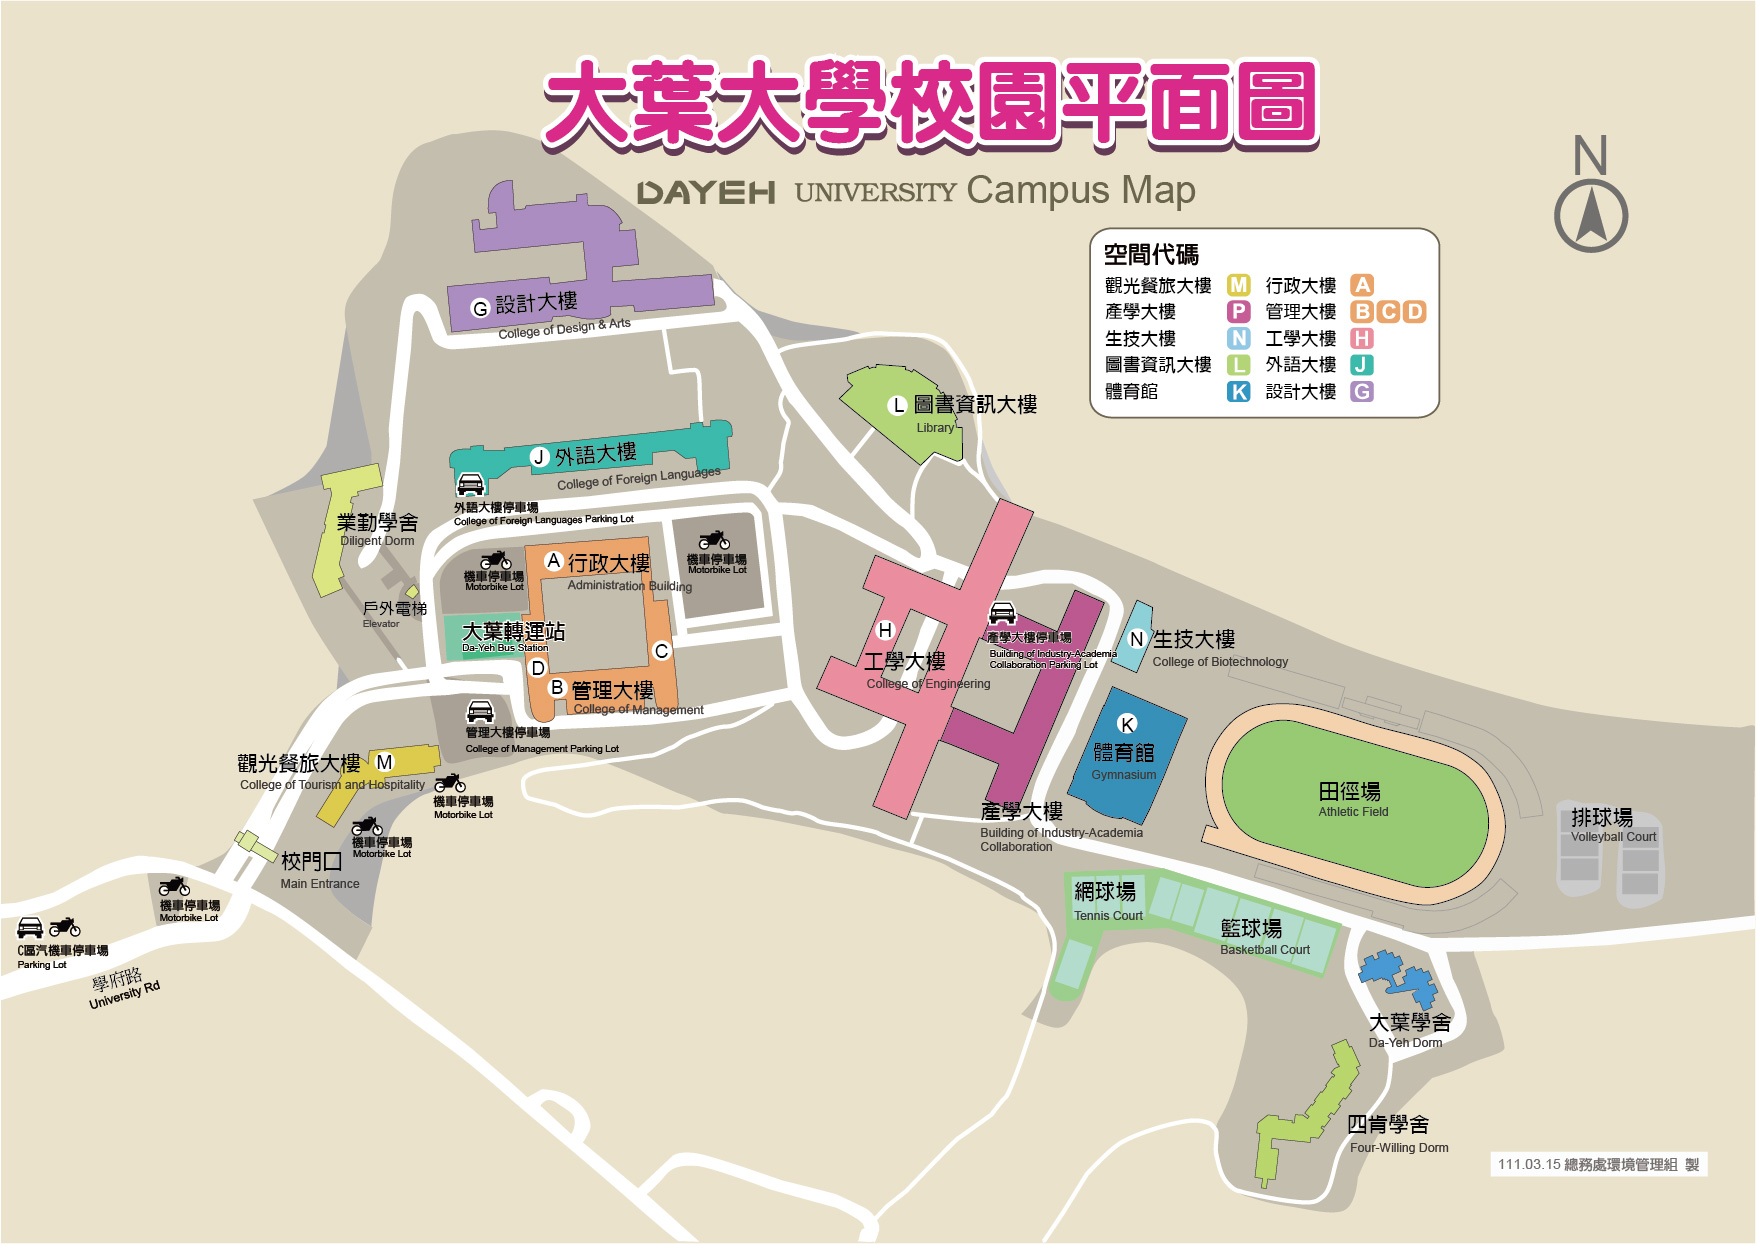 大葉大學校園平面圖
DAYEH UNIVERSITY Campus Map
N
空間代碼
觀光餐旅大樓 M 行政大樓 A
產學大樓 P 管理大樓 B C D
生技大樓 N 工學大樓 H
圖書資訊大樓 L 外語大樓 J
體育館 K 設計大樓 G
G 設計大樓
College of Design & Arts
L 圖書資訊大樓
Library
J 外語大樓
College of Foreign Languages
外語大樓停車場
College of Foreign Languages Parking Lot
業勤學舍
Diligent Dorm
機車停車場
Motorbike Lot
A 行政大樓
Administration Building
機車停車場
Motorbike Lot
戶外電梯
Elevator
大葉轉運站
Da-Yeh Bus Station
C
D
B 管理大樓
College of Management
管理大樓停車場
College of Management Parking Lot
H
工學大樓
College of Engineering
產學大樓停車場
Building of Industry-Academia
Collaboration Parking Lot
N 生技大樓
College of Biotechnology
K
體育館
Gymnasium
產學大樓
Building of Industry-Academia
Collaboration
觀光餐旅大樓 M
College of Tourism and Hospitality
機車停車場
Motorbike Lot
機車停車場
Motorbike Lot
校門口
Main Entrance
機車停車場
Motorbike Lot
C區汽機車停車場
Parking Lot
學府路
University Rd
田徑場
Athletic Field
排球場
Volleyball Court
網球場
Tennis Court
籃球場
Basketball Court
大葉學舍
Da-Yeh Dorm
四肯學舍
Four-Willing Dorm
111.03.15 總務處環境管理組 製